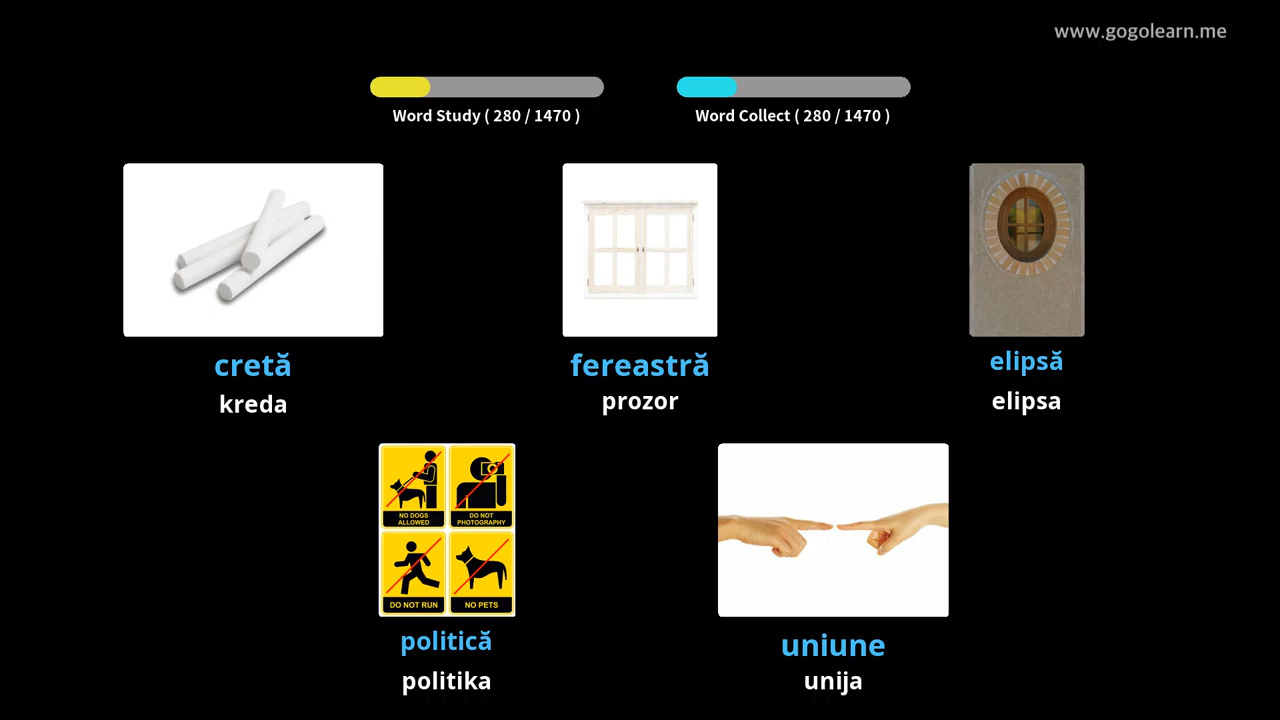 www.gogolearn.me
Word Study ( 280 / 1470 )
Word Collect ( 280 / 1470 )
cretă
kreda
fereastră
prozor
elipsă
elipsa
NO DOGS
ALLOWED
DO NOT
PHOTOGRAPHY
DO NOT RUN
NO PETS
politică
politika
uniune
unija